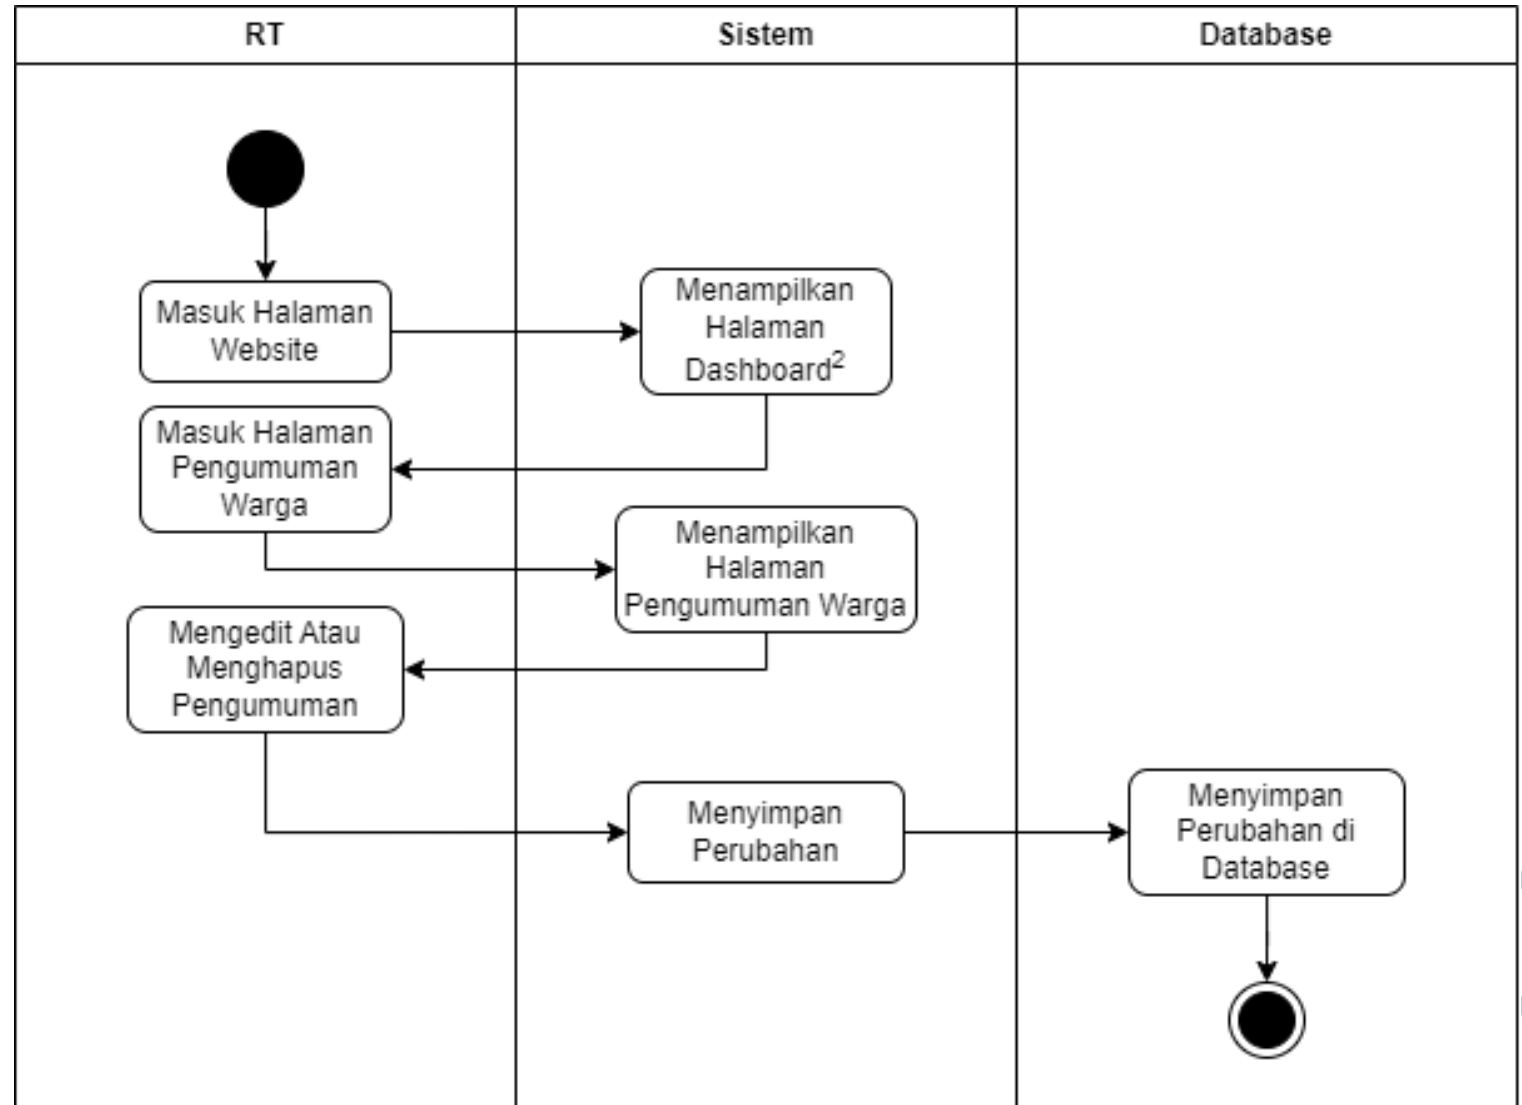 RT
Sistem
Database
Masuk Halaman
Website
Menampilkan
Halaman
Dashboard²
Masuk Halaman
Pengumuman
Warga
Menampilkan
Halaman
Pengumuman Warga
Mengedit Atau
Menghapus
Pengumuman
Menyimpan
Perubahan
Menyimpan
Perubahan di
Database